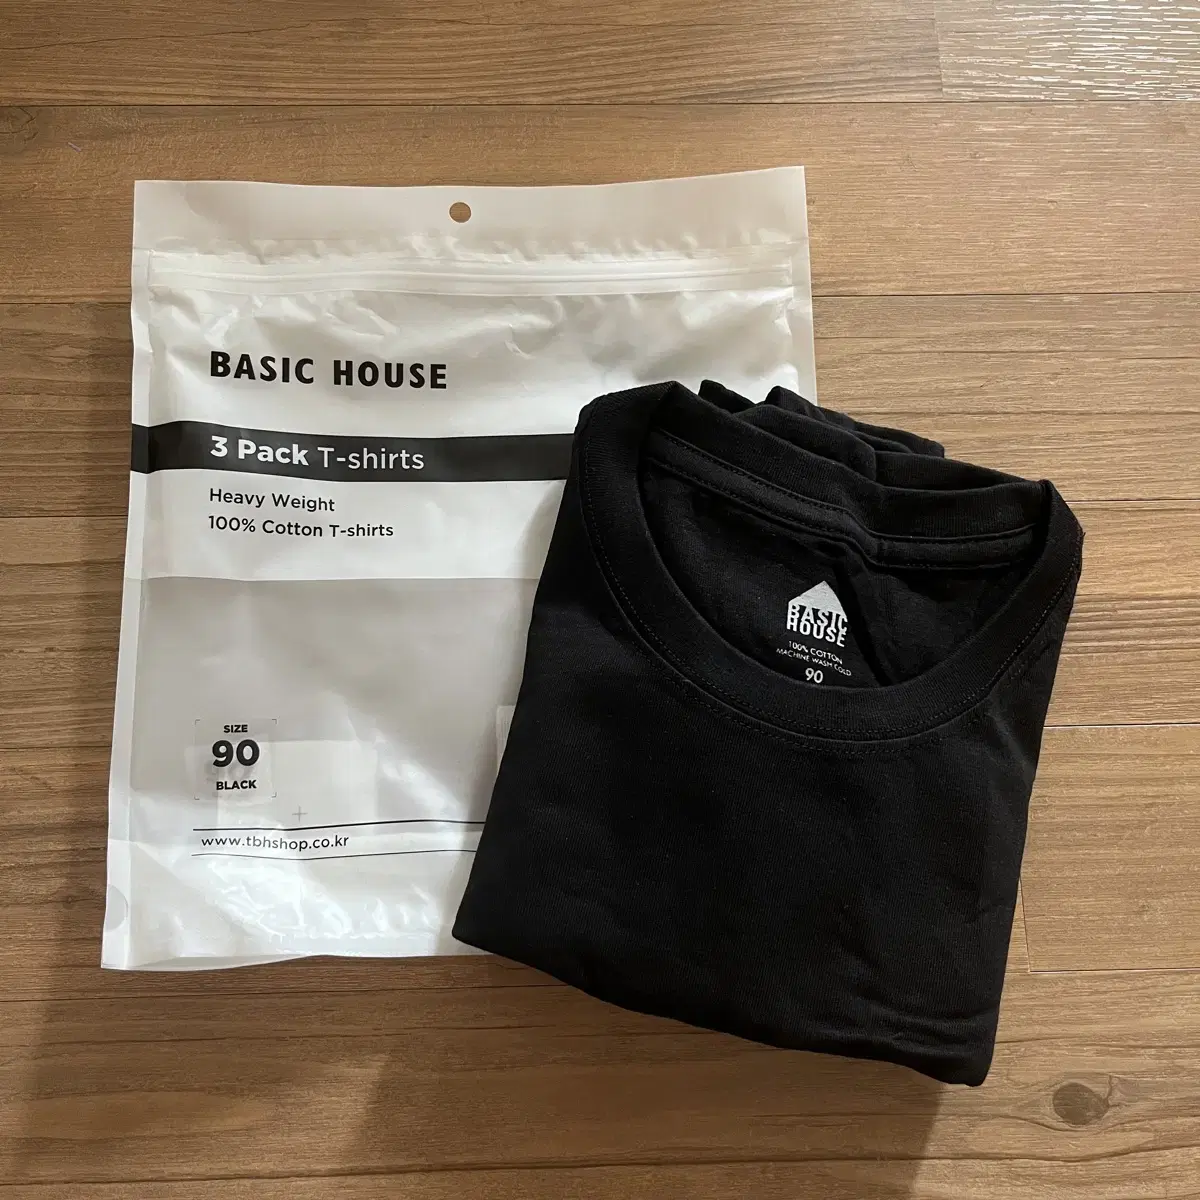 BASIC HOUSE
3 Pack T-shirts
Heavy Weight
100% Cotton T-shirts
SIZE
90
BLACK
www.tbhshop.co.kr
BASIC
HOUSE
100% COTTON
MACHINE WASH COLD
90